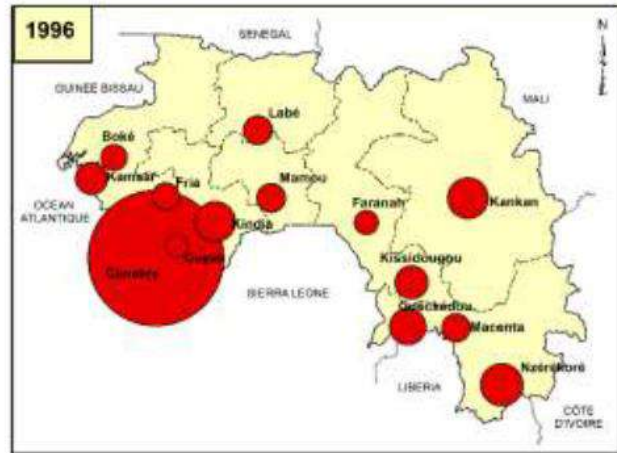 1996
SENEGAL
N
GUINEE BISSAU
MALI
Labé
Boké
Kamsar
Fria
Mamou
Faranah
Kankan
OCEAN
ATLANTIQUE
Kindia
Conakry
SIERRA LEONE
Kissidougou
Guéckédou
Macenta
Nzérékoré
LIBERIA
CÔTE
D'IVOIRE